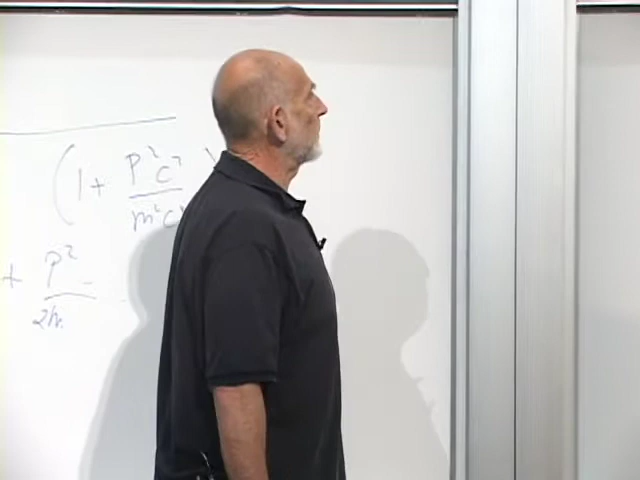 (1 + P²c²
m²c
+ P²
2m